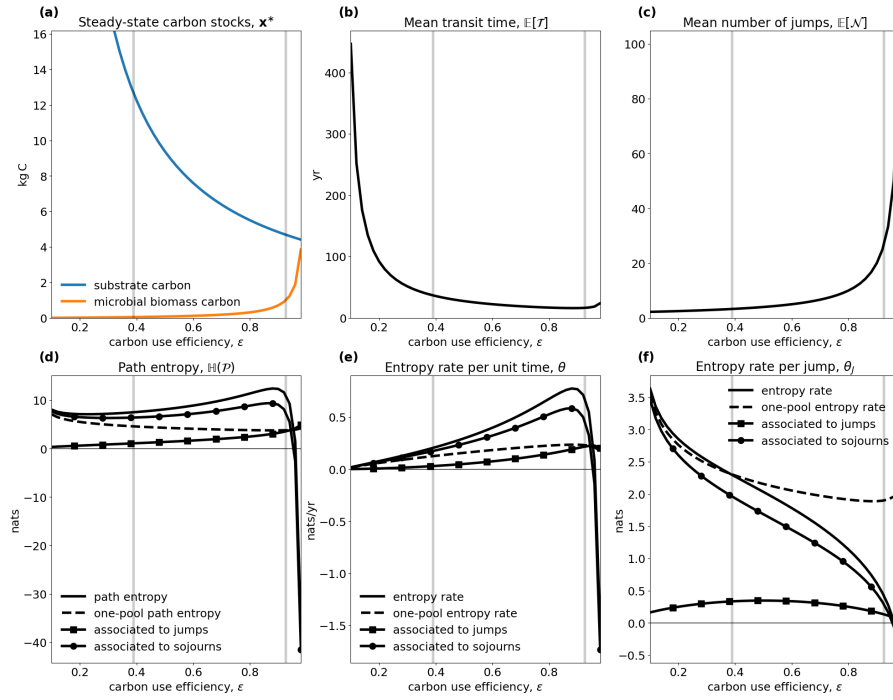 (a)
Steady-state carbon stocks, x*
16
14
12
10
8
6
4
2
0
kg C
substrate carbon
microbial biomass carbon
0.2 0.4 0.6 0.8
carbon use efficiency, ε
(b)
Mean transit time, 𝔼[𝒯]
400
300
200
100
0
yr
0.2 0.4 0.6 0.8
carbon use efficiency, ε
(c)
Mean number of jumps, 𝔼[𝒩]
100
80
60
40
20
0
0.2 0.4 0.6 0.8
carbon use efficiency, ε
(d)
Path entropy, ℍ(𝒫)
10
0
−10
−20
−30
−40
nats
path entropy
one-pool path entropy
associated to jumps
associated to sojourns
0.2 0.4 0.6 0.8
carbon use efficiency, ε
(e)
Entropy rate per unit time, θ
0.5
0.0
−0.5
−1.0
−1.5
nats/yr
entropy rate
one-pool entropy rate
associated to jumps
associated to sojourns
0.2 0.4 0.6 0.8
carbon use efficiency, ε
(f)
Entropy rate per jump, θJ
3.5
3.0
2.5
2.0
1.5
1.0
0.5
0.0
−0.5
nats
entropy rate
one-pool entropy rate
associated to jumps
associated to sojourns
0.2 0.4 0.6 0.8
carbon use efficiency, ε